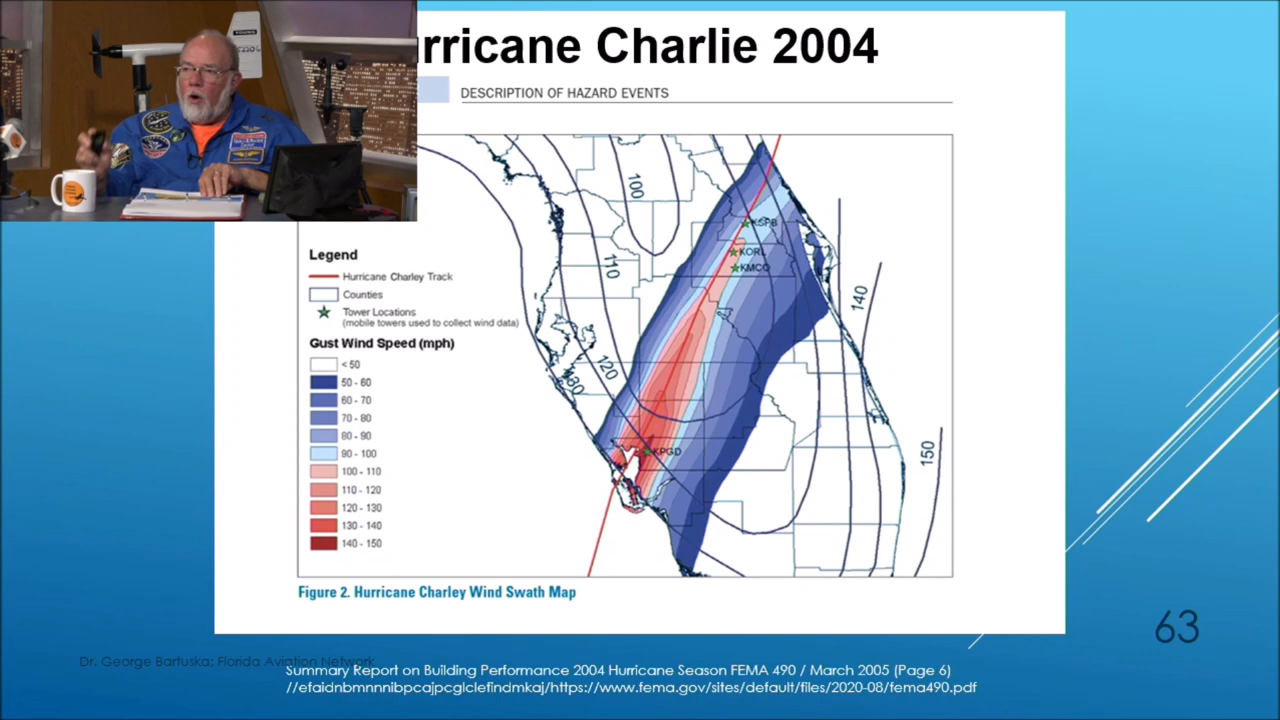 rricane Charlie 2004
DESCRIPTION OF HAZARD EVENTS
YOUNG
100
KSFB
110
KORL
KMCO
140
Legend
Hurricane Charley Track
Counties
Tower Locations
(mobile towers used to collect wind data)
Gust Wind Speed (mph)
< 50
50 - 60
60 - 70
70 - 80
80 - 90
90 - 100
100 - 110
110 - 120
120 - 130
130 - 140
140 - 150
120
130
KPGD
150
Figure 2. Hurricane Charley Wind Swath Map
63
Dr. George Bartuska; Florida Aviation Network
Summary Report on Building Performance 2004 Hurricane Season FEMA 490 / March 2005 (Page 6)
//efaidnbmnnnibpcajpcglclefindmkaj/https://www.fema.gov/sites/default/files/2020-08/fema490.pdf